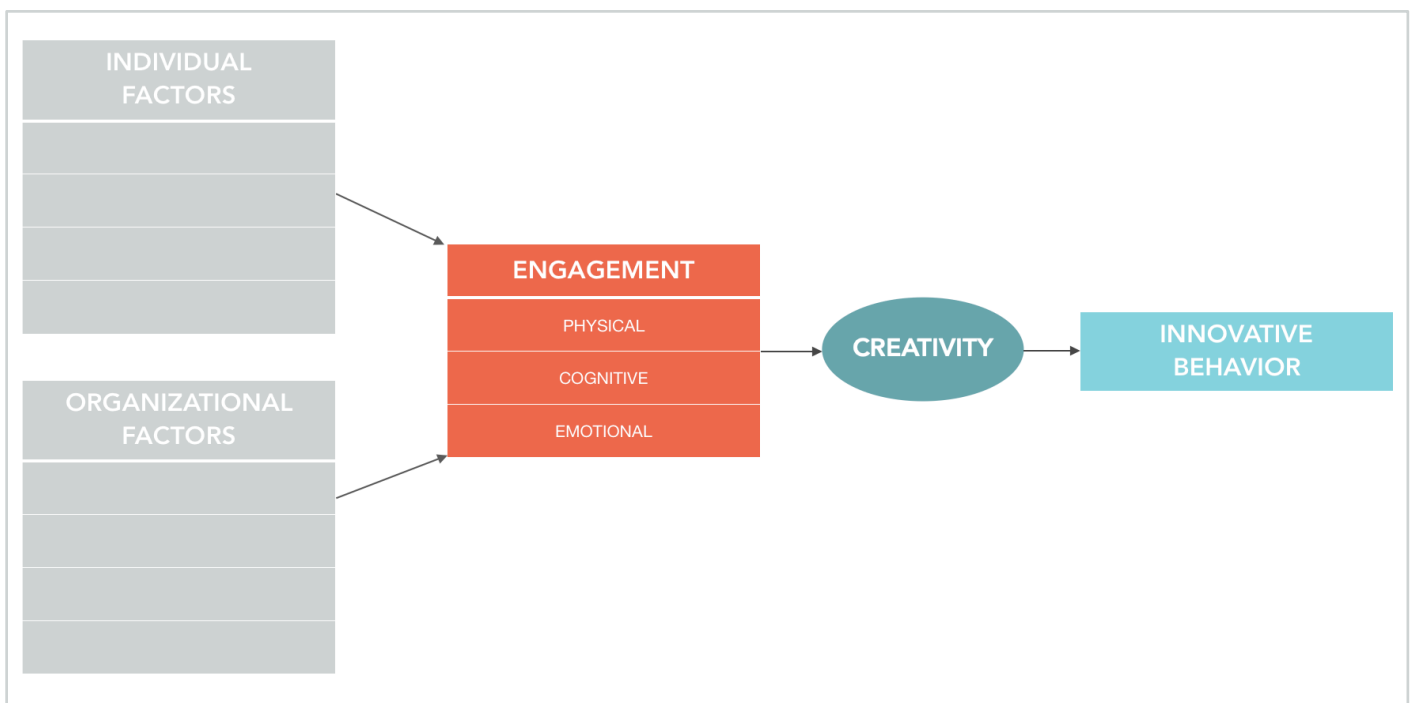 INDIVIDUAL
FACTORS
ORGANIZATIONAL
FACTORS
ENGAGEMENT
PHYSICAL
COGNITIVE
EMOTIONAL
CREATIVITY
INNOVATIVE
BEHAVIOR